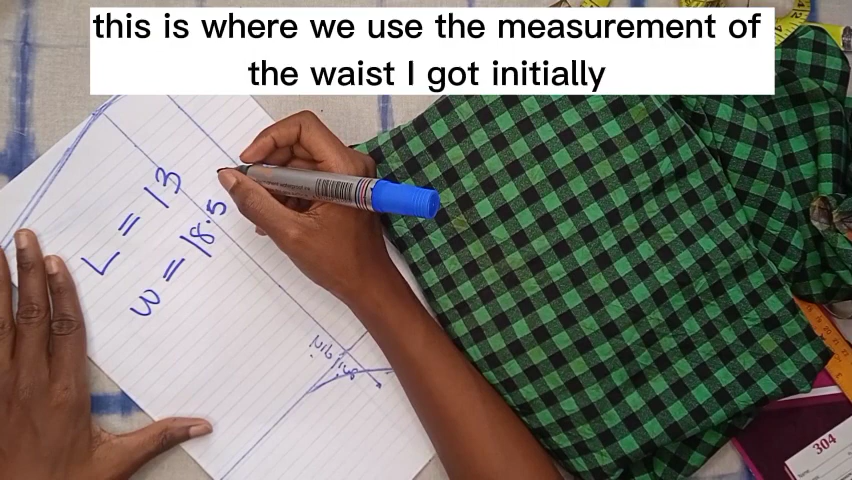 this is where we use the measurement of
the waist I got initially
L = 13
W = 18.5
304